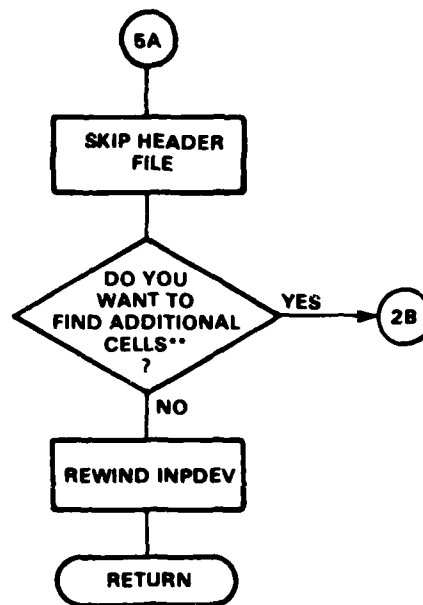 5A
SKIP HEADER
FILE
DO YOU
WANT TO
FIND ADDITIONAL
CELLS**
?
YES
2B
NO
REWIND INPDEV
RETURN